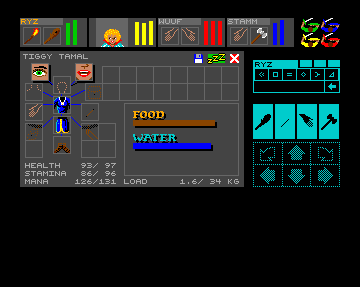 RYZ WUUF STAMM
TIGGY TAMAL ZZZ
RYZ
FOOD
WATER
HEALTH 93/ 97
STAMINA 86/ 96
MANA 126/131 LOAD 1.6/ 34 KG